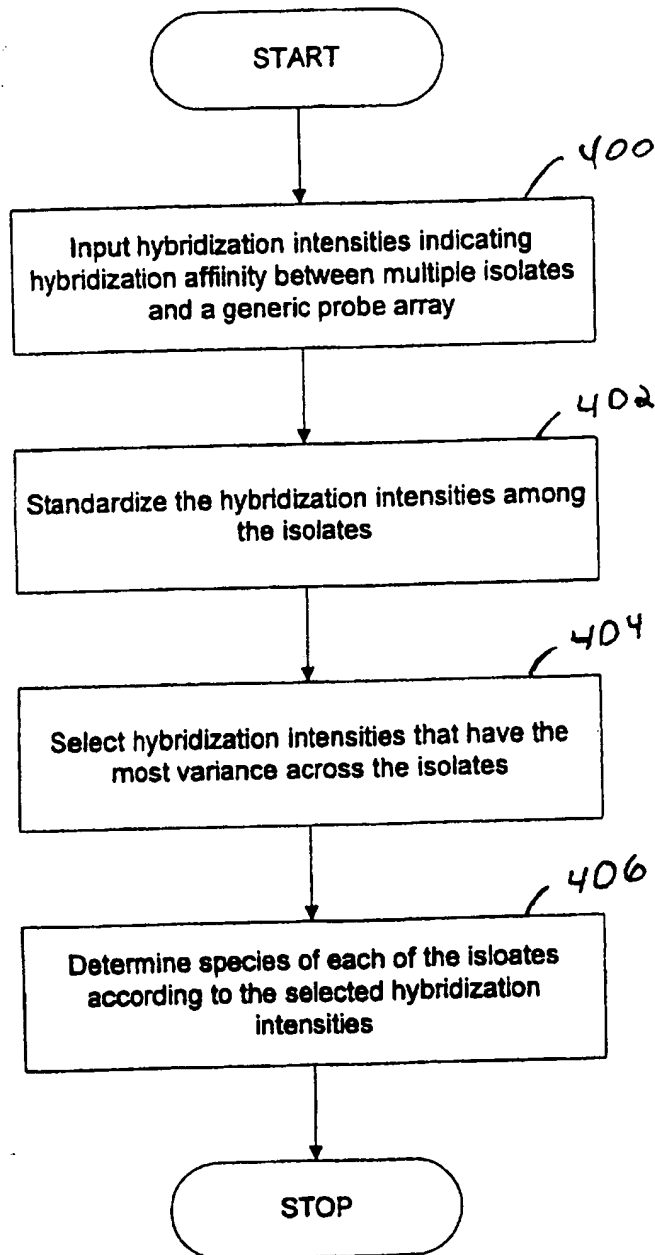 START
400
Input hybridization intensities indicating
hybridization affiinity between multiple isolates
and a generic probe array
402
Standardize the hybridization intensities among
the isolates
404
Select hybridization intensities that have the
most variance across the isolates
406
Determine species of each of the isloates
according to the selected hybridization
intensities
STOP